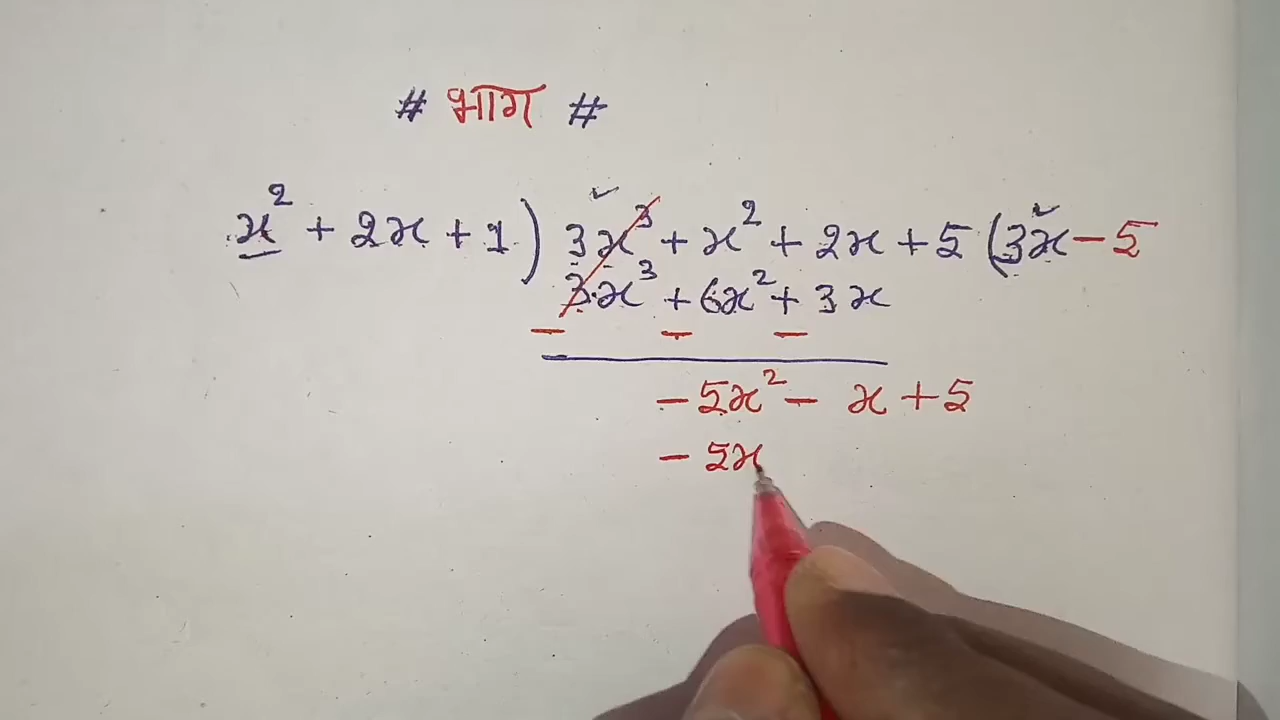 # भाग #
x² + 2x + 1 ) 3x³ + x² + 2x + 5 ( 3x - 5
3x³ + 6x² + 3x
- - -
- 5x² - x + 5
- 5x